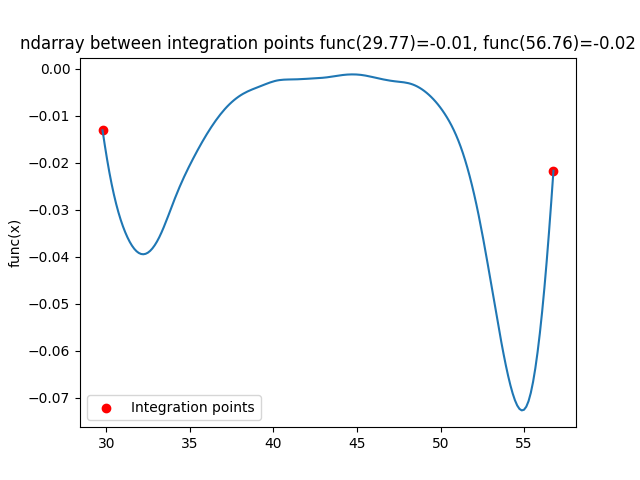 ndarray between integration points func(29.77)=-0.01, func(56.76)=-0.02
0.00
−0.01
−0.02
−0.03
−0.04
−0.05
−0.06
−0.07
func(x)
Integration points
30 35 40 45 50 55